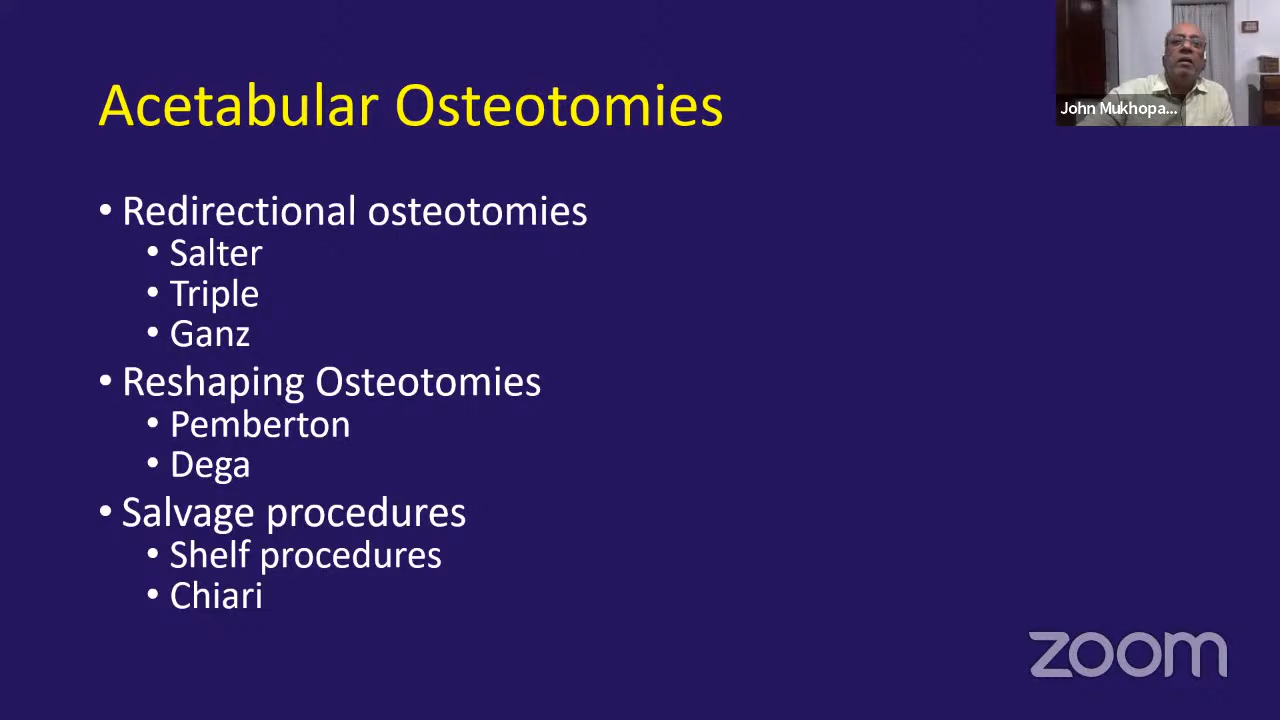 John Mukhopa...
Acetabular Osteotomies
• Redirectional osteotomies
• Salter
• Triple
• Ganz
• Reshaping Osteotomies
• Pemberton
• Dega
• Salvage procedures
• Shelf procedures
• Chiari
zoom